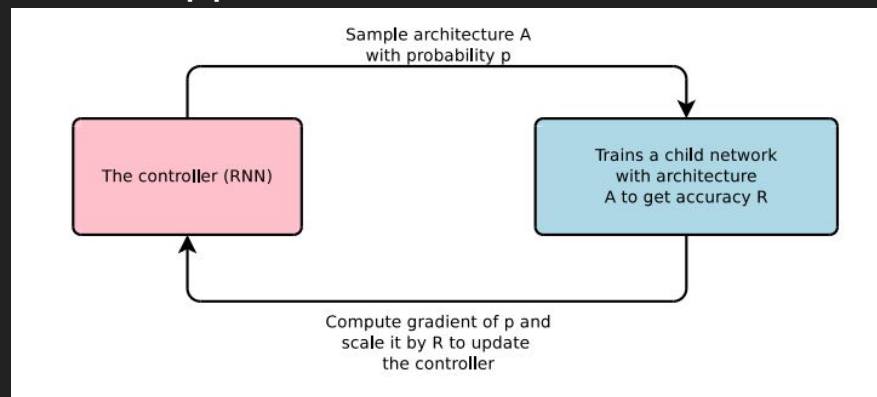 Sample architecture A
with probability p
The controller (RNN)
Trains a child network
with architecture
A to get accuracy R
Compute gradient of p and
scale it by R to update
the controller